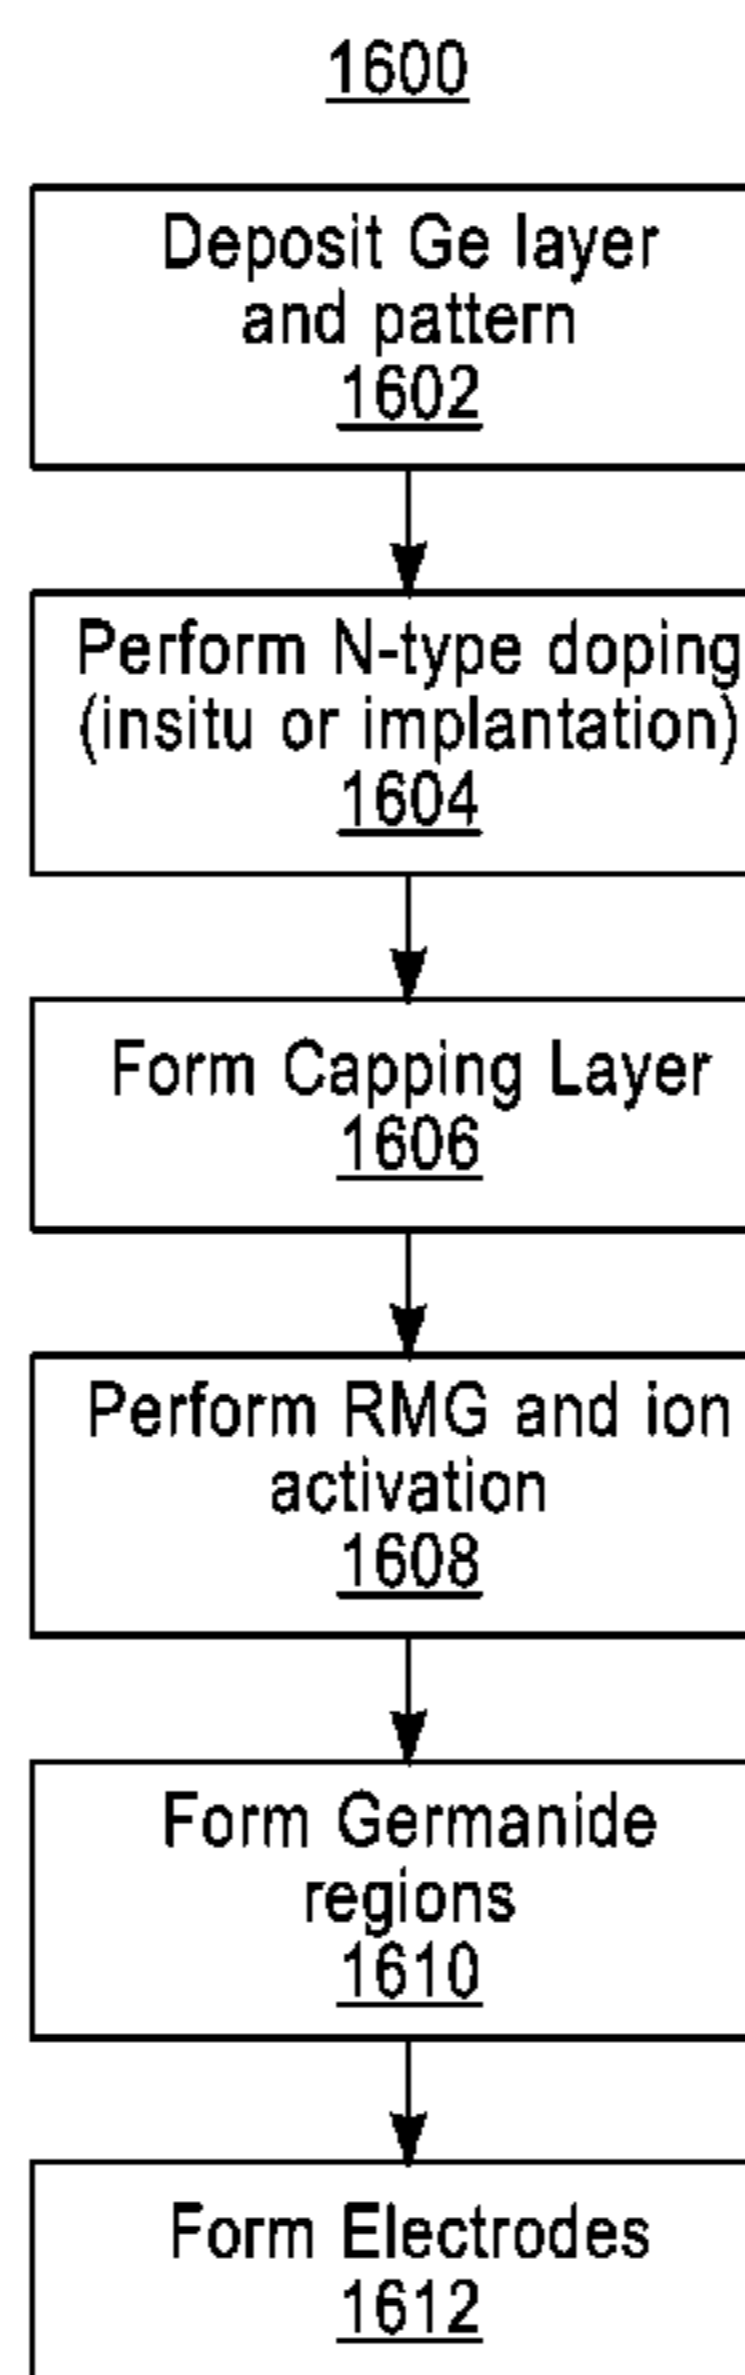 1600
Deposit Ge layer
and pattern
1602
Perform N-type doping
(insitu or implantation)
1604
Form Capping Layer
1606
Perform RMG and ion
activation
1608
Form Germanide
regions
1610
Form Electrodes
1612